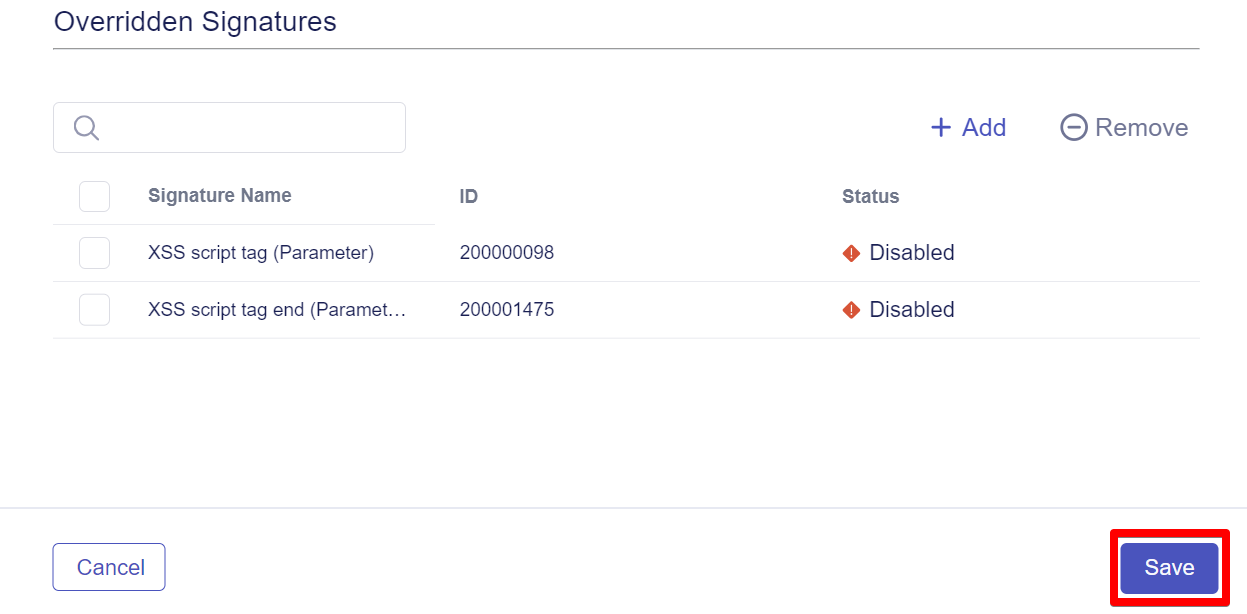 Overridden Signatures
+ Add
Remove
Signature Name ID Status
XSS script tag (Parameter) 200000098 Disabled
XSS script tag end (Paramet... 200001475 Disabled
Cancel
Save